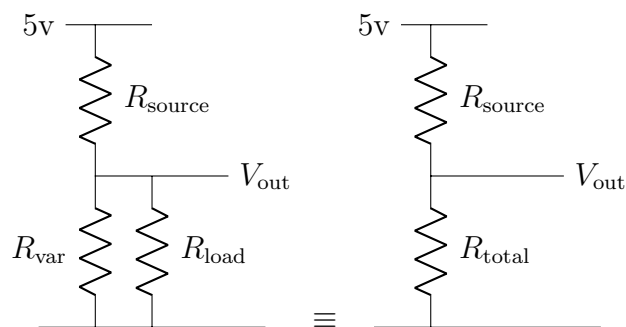 5v 5v
R_source R_source
V_out V_out
R_var R_load R_total
≡